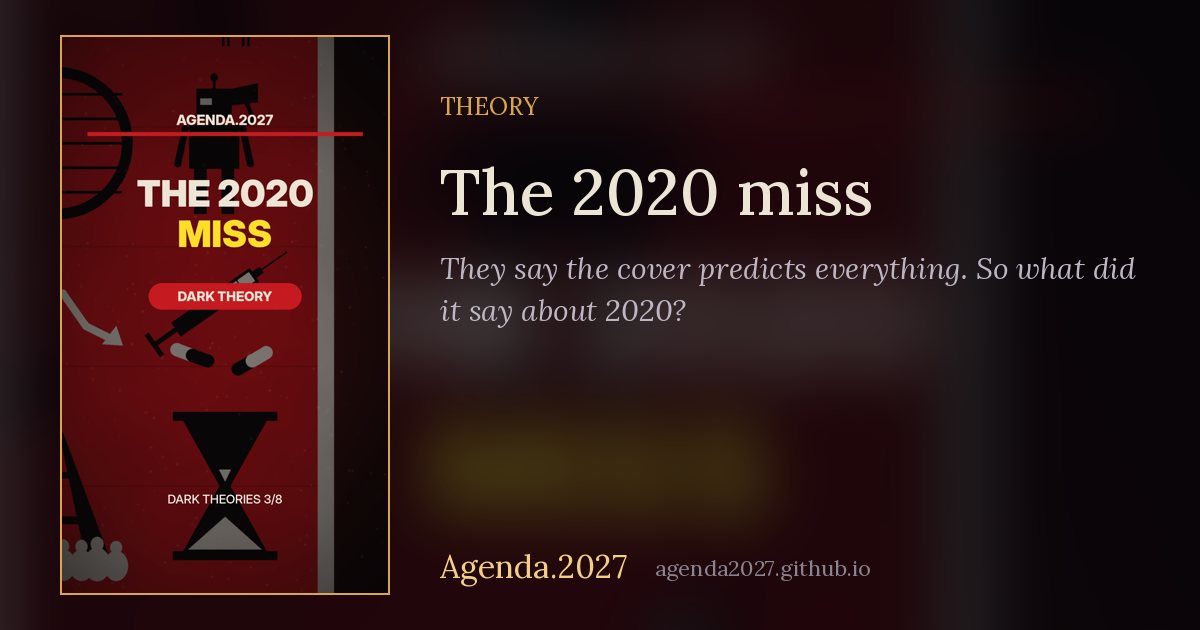 AGENDA.2027
THE 2020
MISS
DARK THEORY
DARK THEORIES 3/8
THEORY
The 2020 miss
They say the cover predicts everything. So what did
it say about 2020?
Agenda.2027 agenda2027.github.io